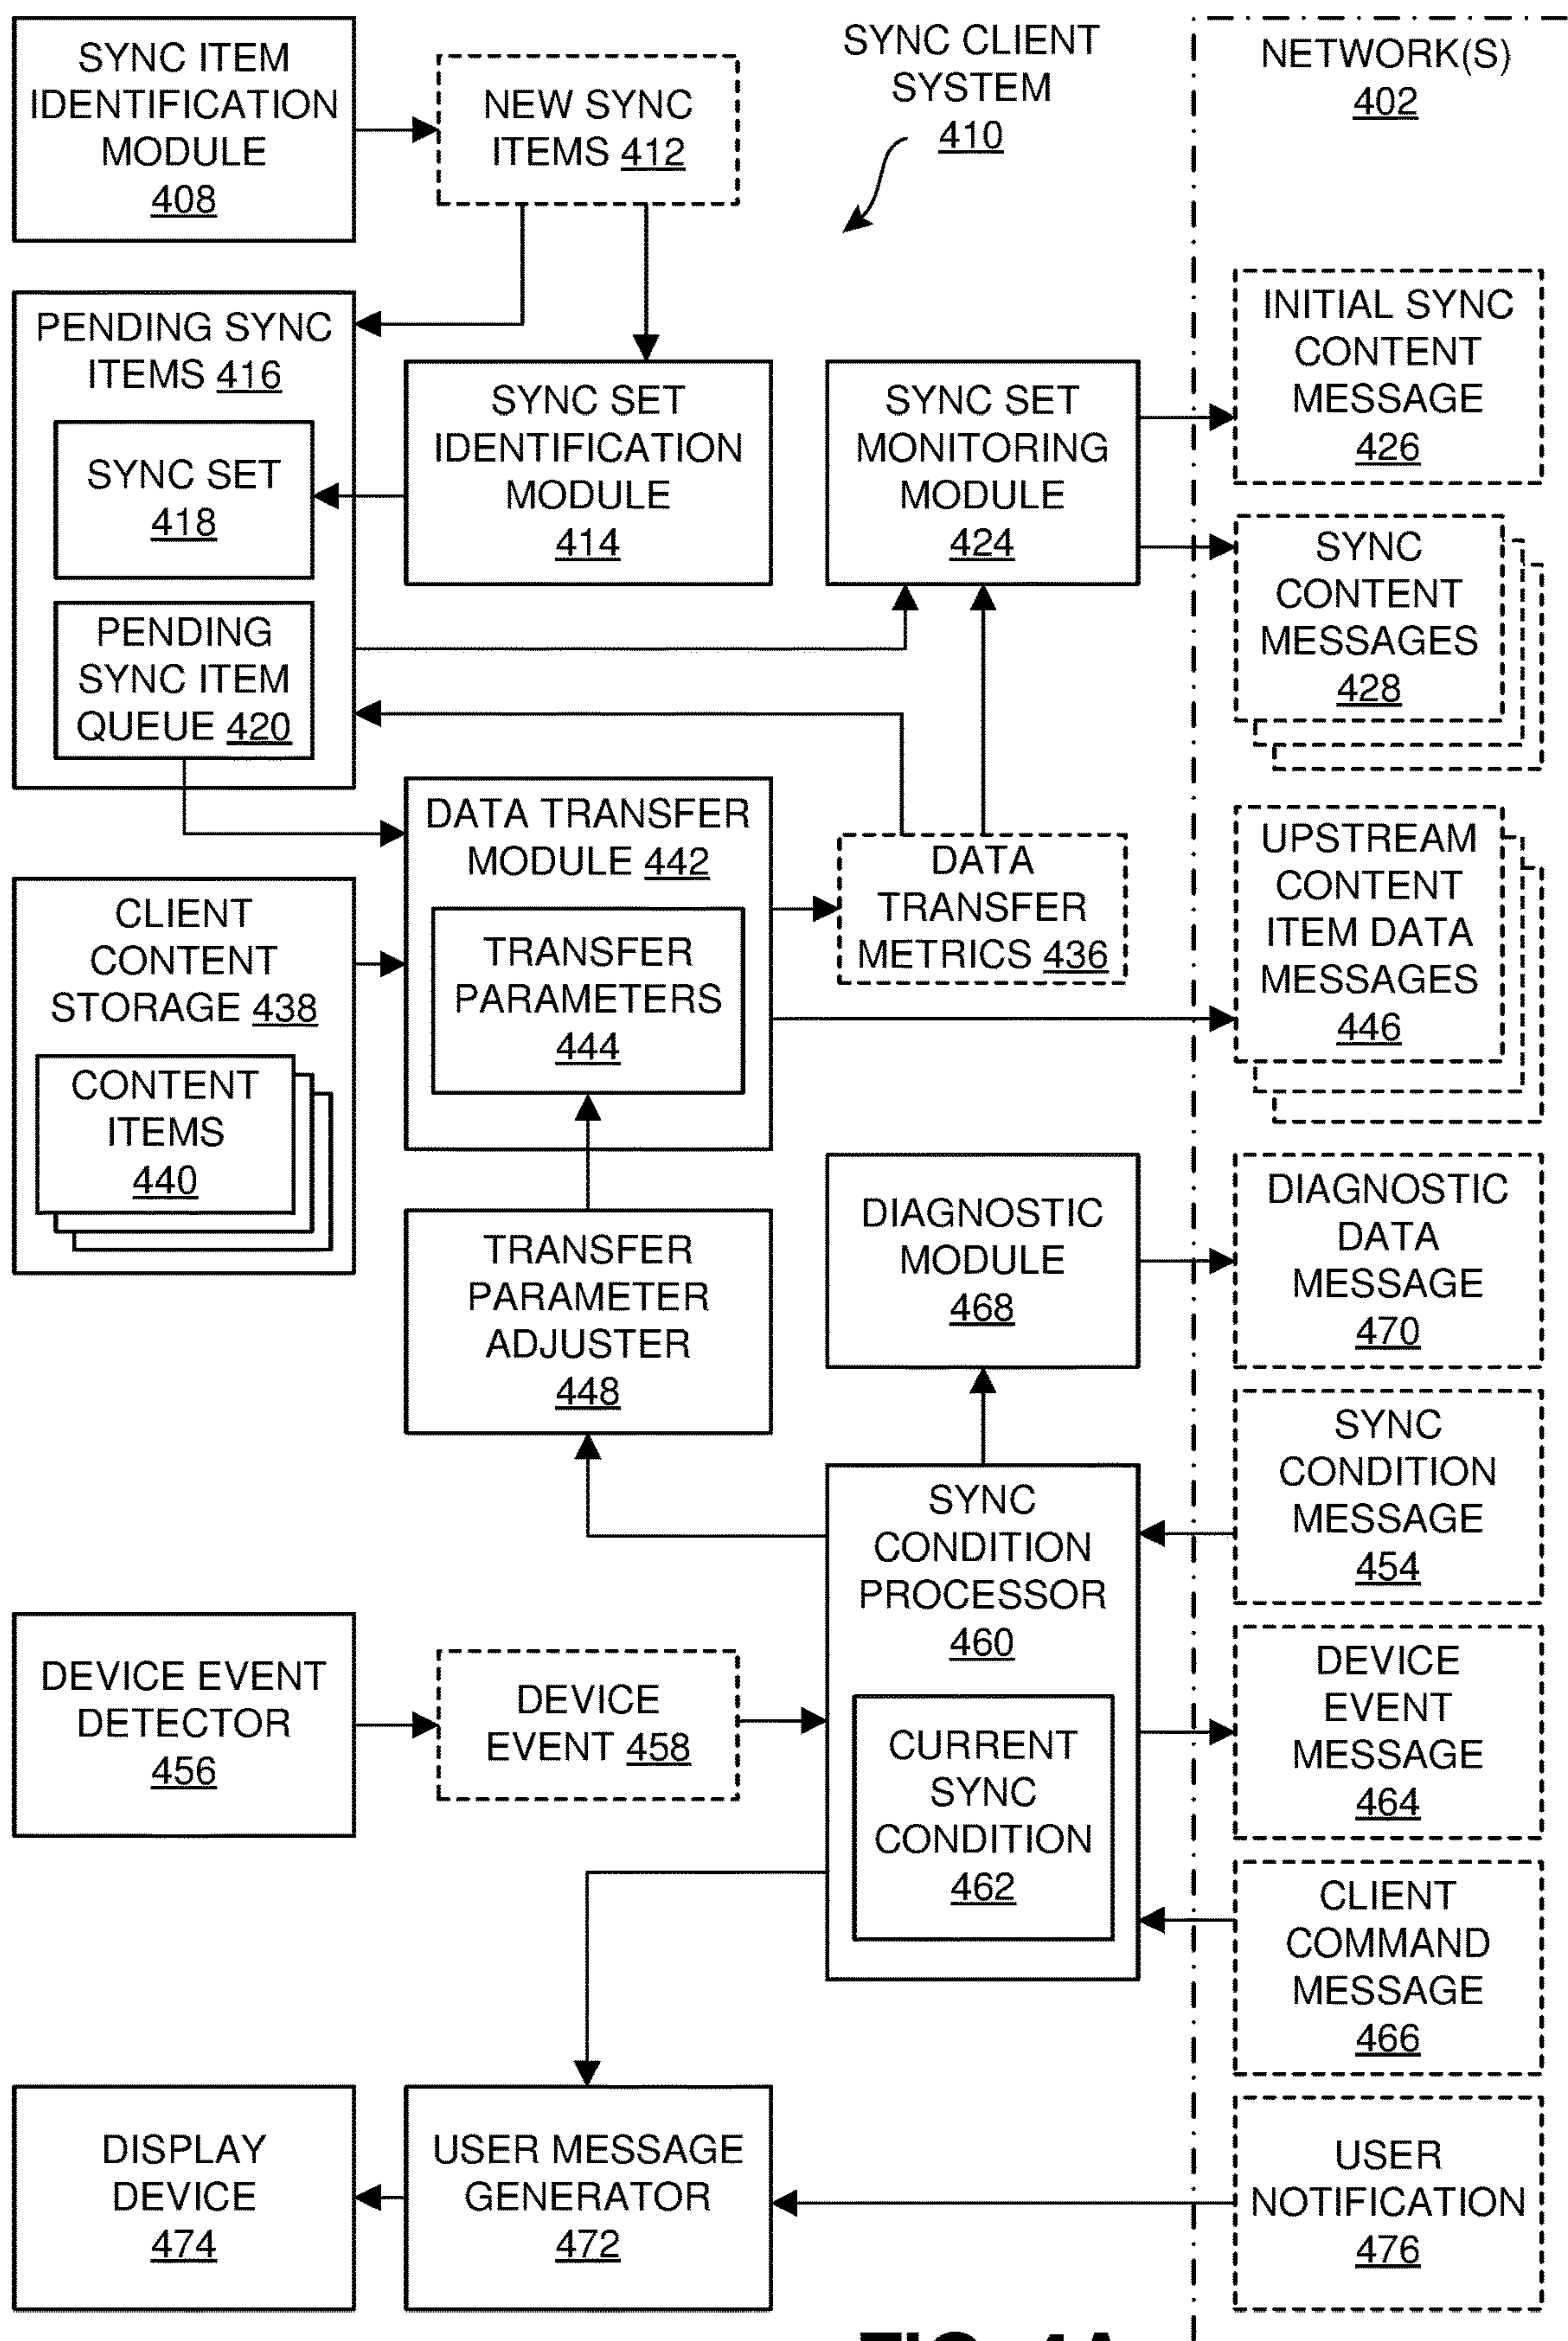 SYNC ITEM
IDENTIFICATION
MODULE
408
NEW SYNC
ITEMS 412
SYNC CLIENT
SYSTEM
410
NETWORK(S)
402
PENDING SYNC
ITEMS 416
SYNC SET
418
PENDING
SYNC ITEM
QUEUE 420
SYNC SET
IDENTIFICATION
MODULE
414
SYNC SET
MONITORING
MODULE
424
INITIAL SYNC
CONTENT
MESSAGE
426
SYNC
CONTENT
MESSAGES
428
CLIENT
CONTENT
STORAGE 438
CONTENT
ITEMS
440
DATA TRANSFER
MODULE 442
TRANSFER
PARAMETERS
444
DATA
TRANSFER
METRICS 436
UPSTREAM
CONTENT
ITEM DATA
MESSAGES
446
TRANSFER
PARAMETER
ADJUSTER
448
DIAGNOSTIC
MODULE
468
DIAGNOSTIC
DATA
MESSAGE
470
SYNC
CONDITION
PROCESSOR
460
CURRENT
SYNC
CONDITION
462
SYNC
CONDITION
MESSAGE
454
DEVICE EVENT
DETECTOR
456
DEVICE
EVENT 458
DEVICE
EVENT
MESSAGE
464
CLIENT
COMMAND
MESSAGE
466
DISPLAY
DEVICE
474
USER MESSAGE
GENERATOR
472
USER
NOTIFICATION
476